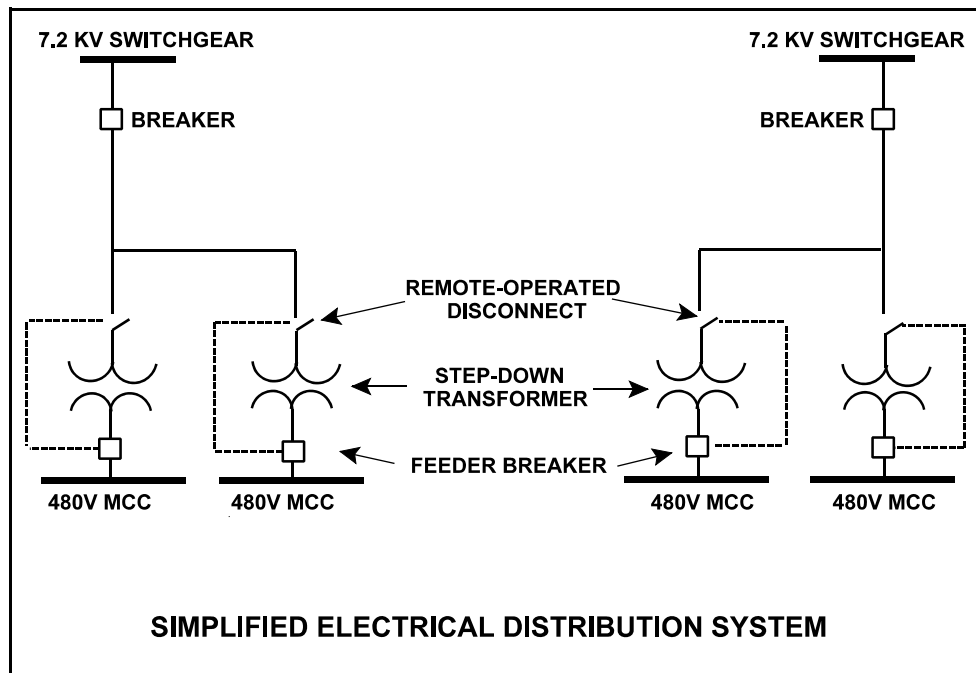 7.2 KV SWITCHGEAR
7.2 KV SWITCHGEAR
BREAKER
BREAKER
REMOTE-OPERATED
DISCONNECT
STEP-DOWN
TRANSFORMER
FEEDER BREAKER
480V MCC
480V MCC
480V MCC
480V MCC
SIMPLIFIED ELECTRICAL DISTRIBUTION SYSTEM